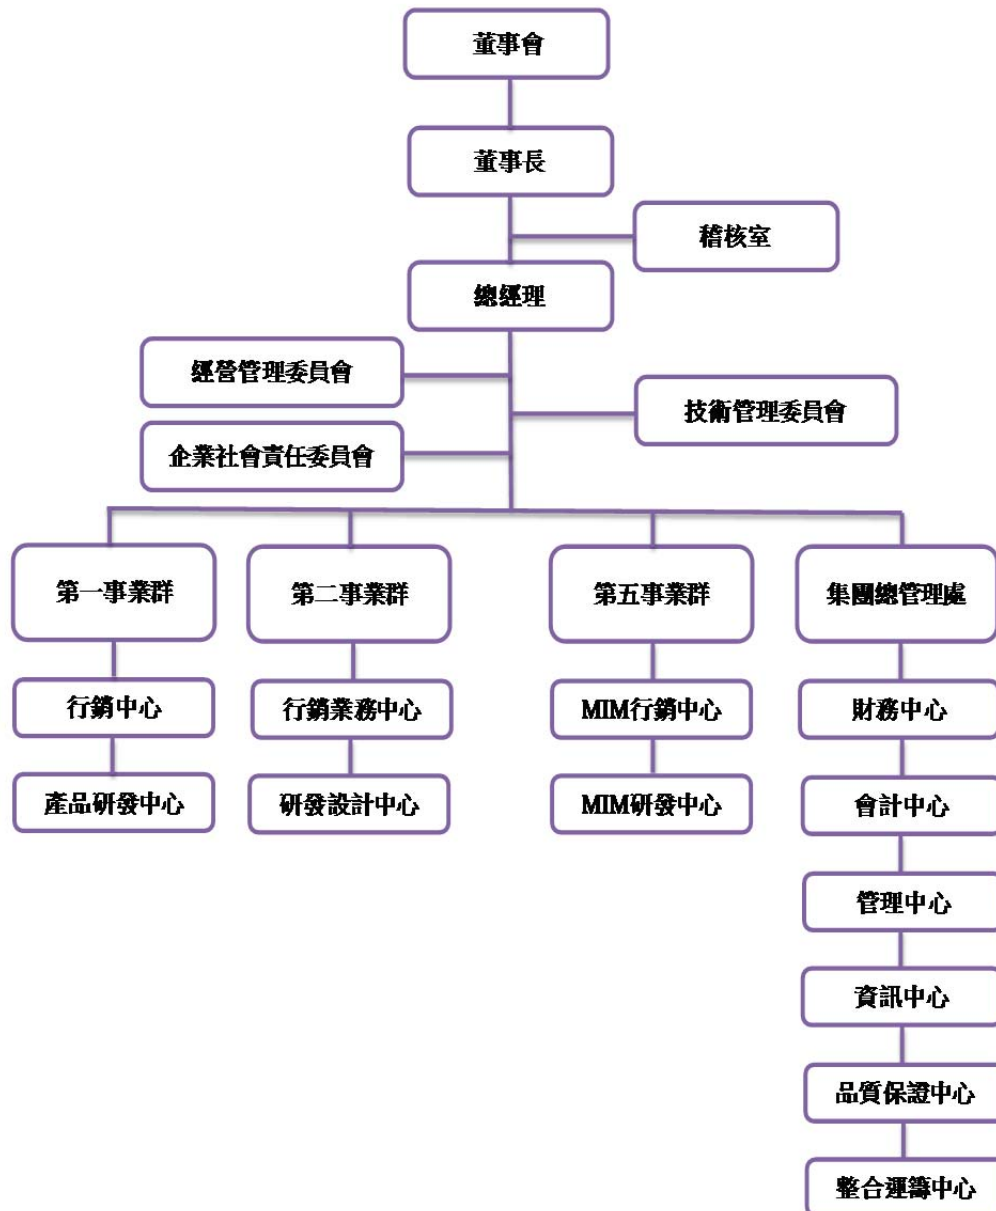 董事會
董事長
稽核室
總經理
經營管理委員會
技術管理委員會
企業社會責任委員會
第一事業群
第二事業群
第五事業群
集團總管理處
行銷中心
行銷業務中心
MIM行銷中心
財務中心
產品研發中心
研發設計中心
MIM研發中心
會計中心
管理中心
資訊中心
品質保證中心
整合運籌中心